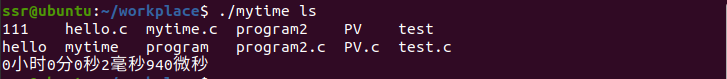 ssr@ubuntu:~/workplace$ ./mytime ls
111    hello.c  mytime.c  program2    PV    test
hello  mytime   program   program2.c  PV.c  test.c
0小时0分0秒2毫秒940微秒